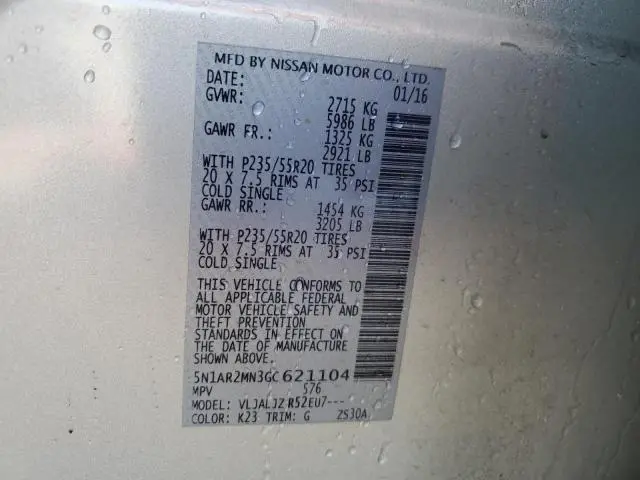 MFD BY NISSAN MOTOR CO., LTD.
DATE: 01/16
GVWR: 2715 KG
5986 LB
GAWR FR.: 1325 KG
2921 LB
WITH P235/55R20 TIRES
20 X 7.5 RIMS AT 35 PSI
COLD SINGLE
GAWR RR.: 1454 KG
3205 LB
WITH P235/55R20 TIRES
20 X 7.5 RIMS AT 35 PSI
COLD SINGLE
THIS VEHICLE CONFORMS TO
ALL APPLICABLE FEDERAL
MOTOR VEHICLE SAFETY AND
THEFT PREVENTION
STANDARDS IN EFFECT ON
THE DATE OF MANUFACTURE
SHOWN ABOVE.
5N1AR2MN3GC621104
MPV 576
MODEL: VLJALJZ R52EU7---
COLOR: K23 TRIM: G ZS30A